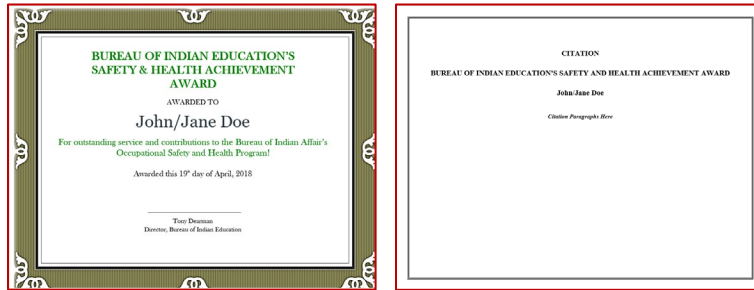 BUREAU OF INDIAN EDUCATION'S
SAFETY & HEALTH ACHIEVEMENT
AWARD
AWARDED TO
John/Jane Doe
For outstanding service and contributions to the Bureau of Indian Affair's
Occupational Safety and Health Program!
Awarded this 19th day of April, 2018
Tony Dearman
Director, Bureau of Indian Education
CITATION
BUREAU OF INDIAN EDUCATION'S SAFETY AND HEALTH ACHIEVEMENT AWARD
John/Jane Doe
Citation Paragraphs Here